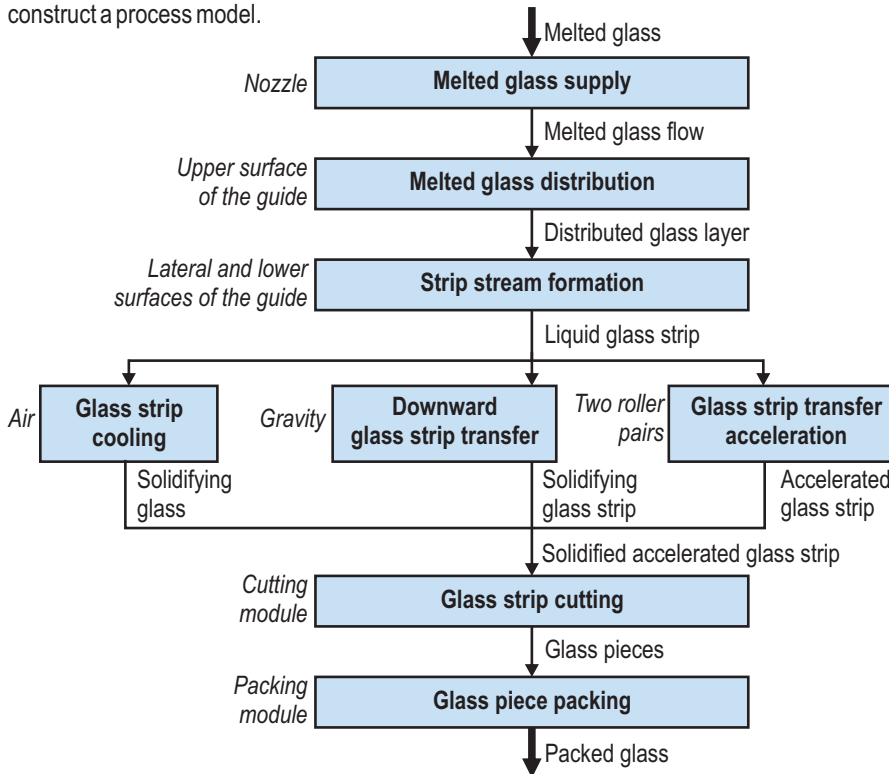 construct a process model.
Melted glass
Nozzle
Melted glass supply
Melted glass flow
Upper surface
of the guide
Melted glass distribution
Distributed glass layer
Lateral and lower
surfaces of the guide
Strip stream formation
Liquid glass strip
Air
Glass strip
cooling
Gravity
Downward
glass strip transfer
Two roller
pairs
Glass strip transfer
acceleration
Solidifying
glass
Solidifying
glass strip
Accelerated
glass strip
Solidified accelerated glass strip
Cutting
module
Glass strip cutting
Glass pieces
Packing
module
Glass piece packing
Packed glass